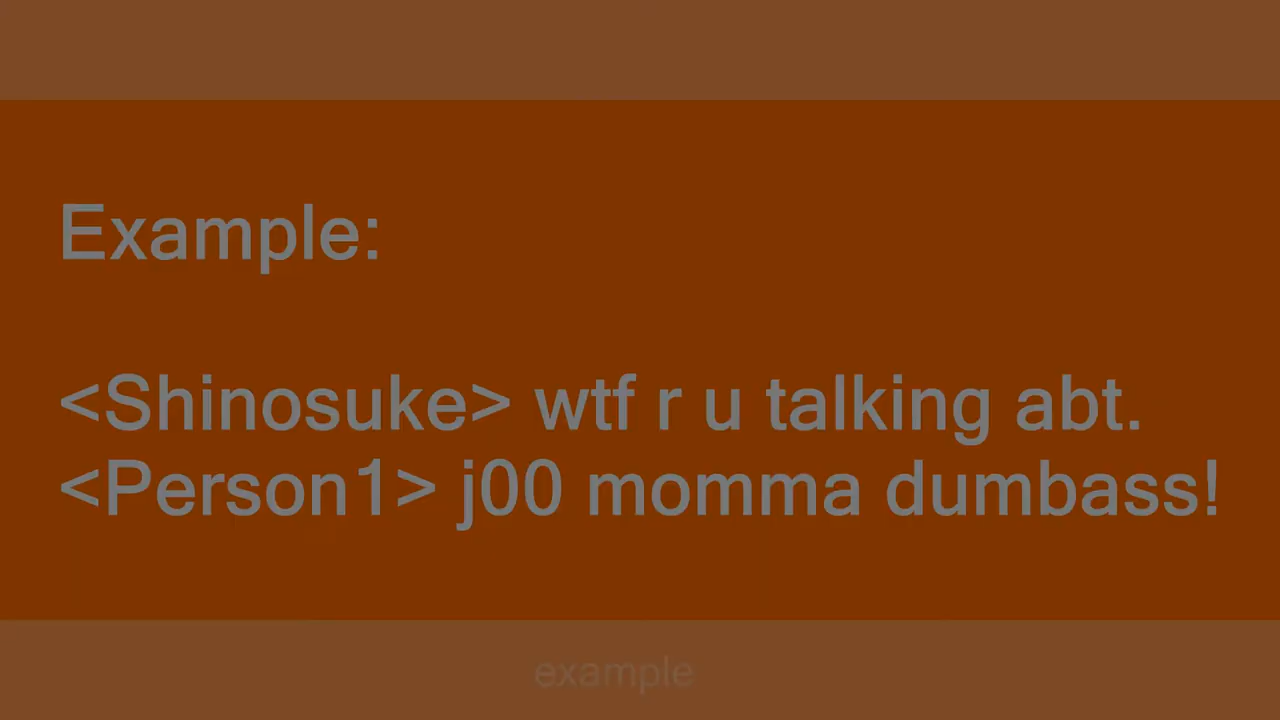 Example:
<Shinosuke> wtf r u talking abt.
<Person1> j00 momma dumbass!
example